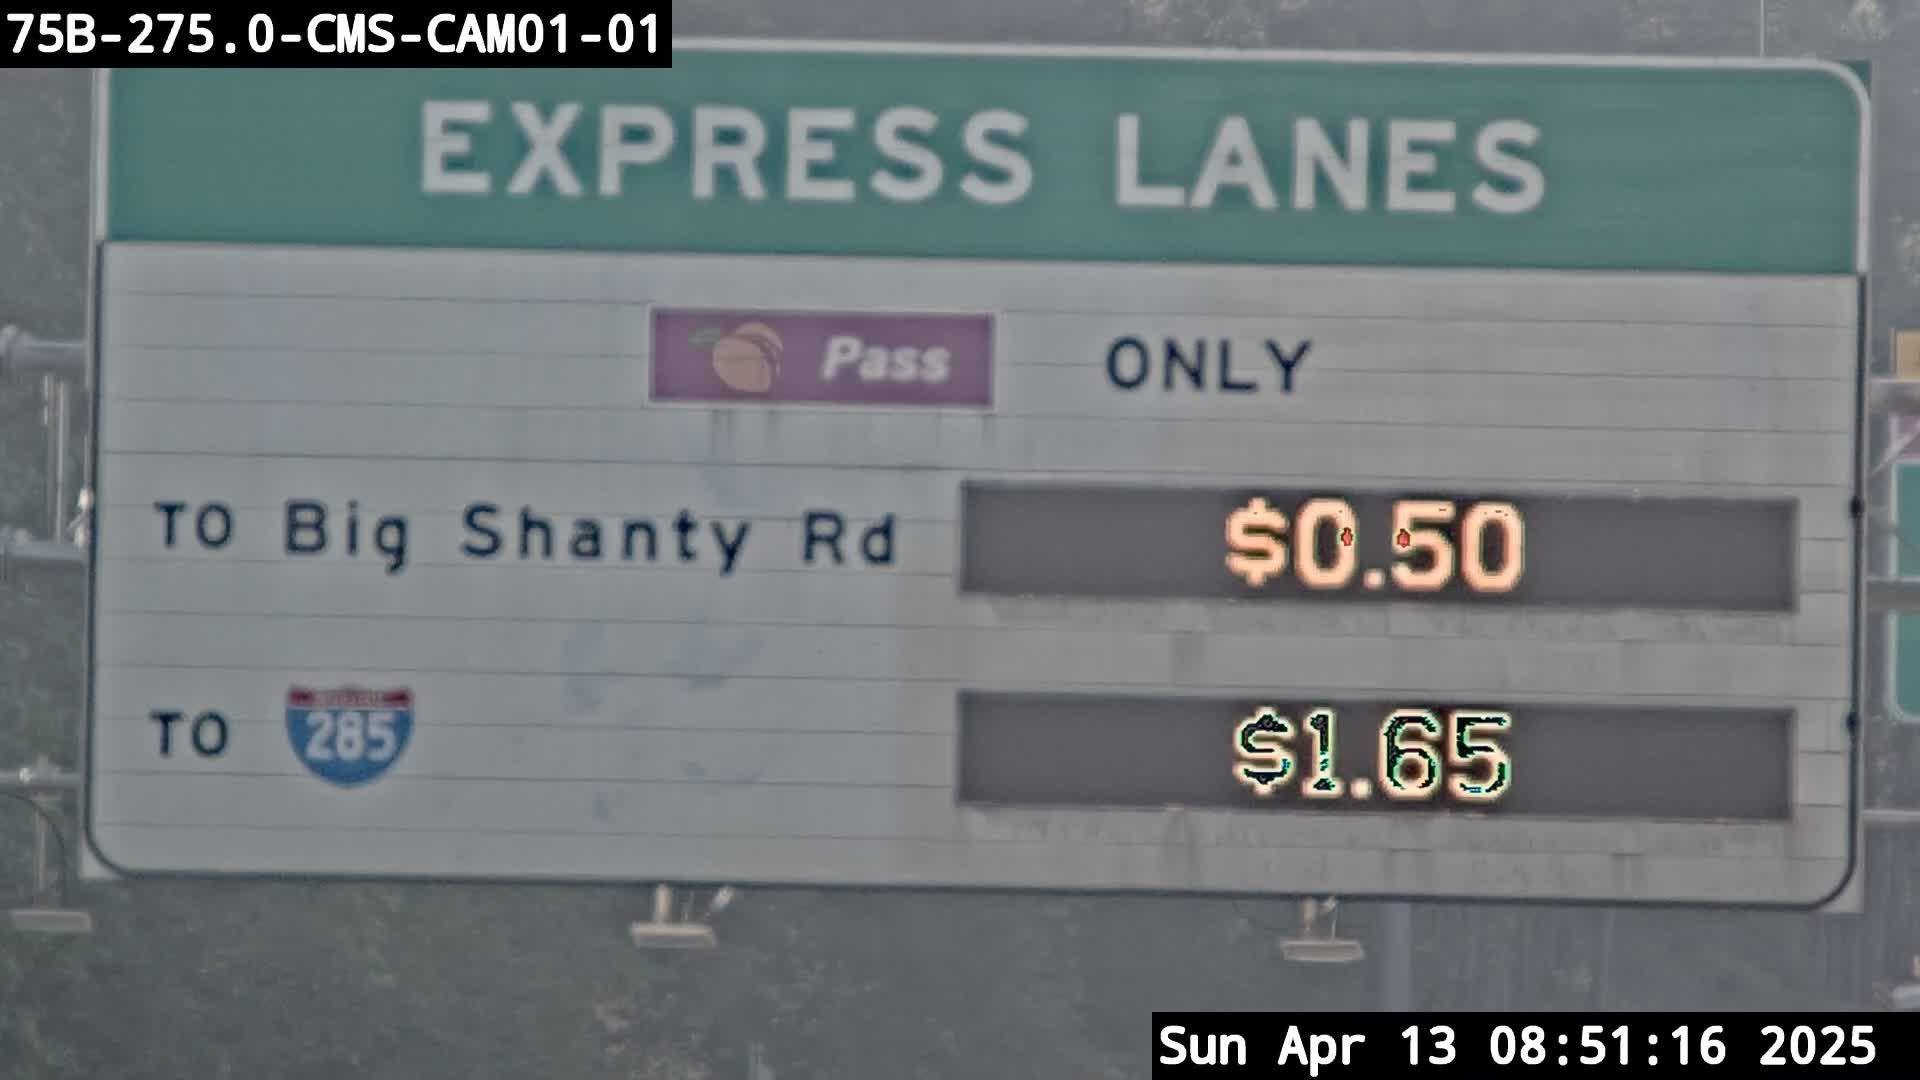 75B-275.0-CMS-CAM01-01
EXPRESS LANES
Pass ONLY
TO Big Shanty Rd $0.50
TO 285 $1.65
Sun Apr 13 08:51:16 2025